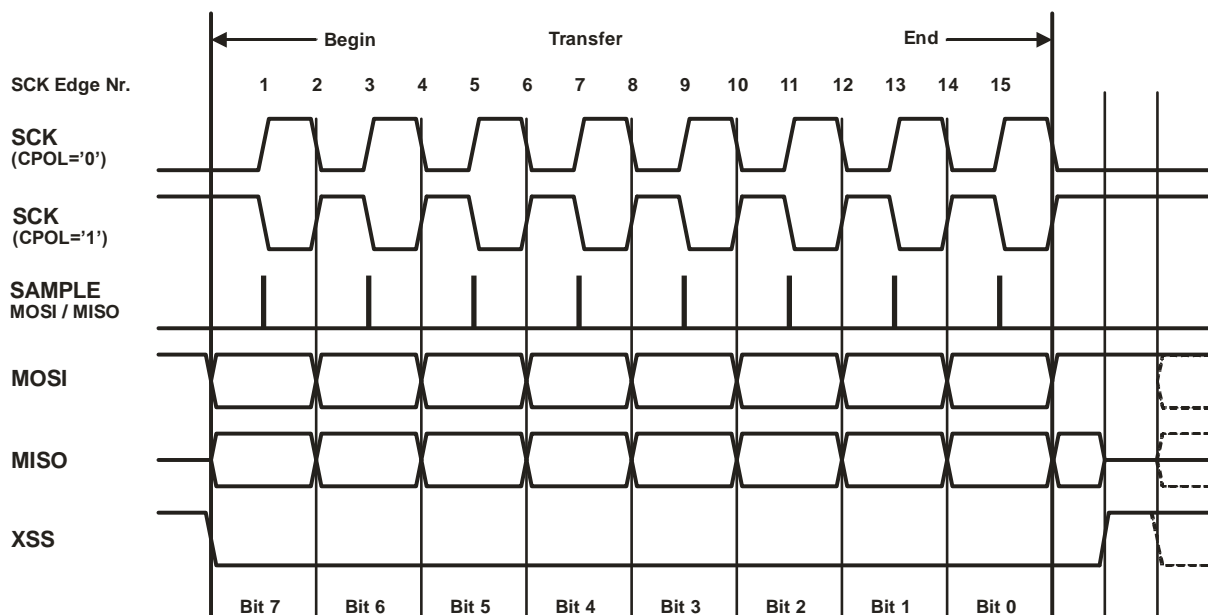 Begin Transfer End
SCK Edge Nr. 1 2 3 4 5 6 7 8 9 10 11 12 13 14 15
SCK
(CPOL='0')
SCK
(CPOL='1')
SAMPLE
MOSI / MISO
MOSI
MISO
XSS
Bit 7 Bit 6 Bit 5 Bit 4 Bit 3 Bit 2 Bit 1 Bit 0